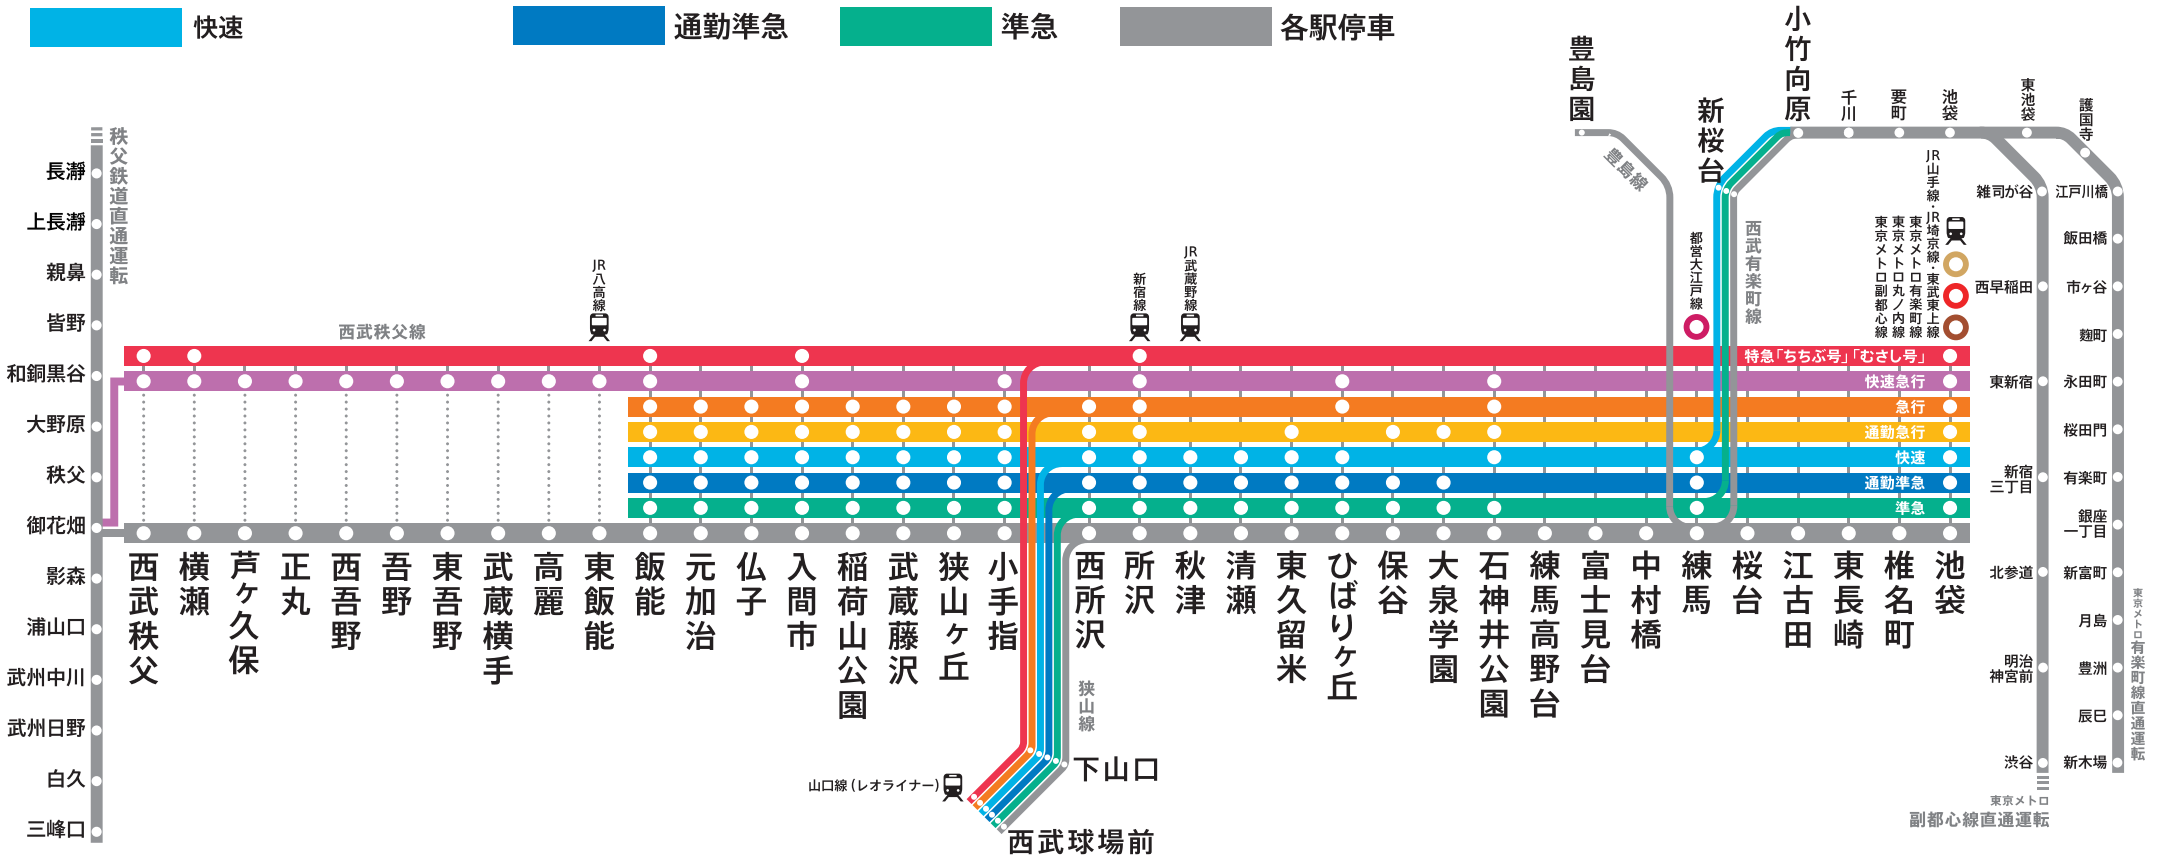 快速
通勤準急
準急
各駅停車
秩父鉄道直通運転
長瀞
上長瀞
親鼻
皆野
和銅黒谷
大野原
秩父
御花畑
影森
浦山口
武州中川
武州日野
白久
三峰口
西武秩父線
JR八高線
新宿線
JR武蔵野線
豊島園
豊島線
新桜台
小竹向原
千川
要町
池袋
東池袋
護国寺
都営大江戸線
西武有楽町線
JR山手線・JR埼京線・東武東上線
東京メトロ有楽町線
東京メトロ丸ノ内線
東京メトロ副都心線
特急「ちちぶ号」「むさし号」
快速急行
急行
通勤急行
快速
通勤準急
準急
西武秩父
横瀬
芦ヶ久保
正丸
西吾野
吾野
東吾野
武蔵横手
高麗
東飯能
飯能
元加治
仏子
入間市
稲荷山公園
武蔵藤沢
狭山ヶ丘
小手指
西所沢
所沢
秋津
清瀬
東久留米
ひばりヶ丘
保谷
大泉学園
石神井公園
練馬高野台
富士見台
中村橋
練馬
桜台
江古田
東長崎
椎名町
池袋
狭山線
下山口
西武球場前
山口線(レオライナー)
雑司が谷
西早稲田
東新宿
新宿
三丁目
北参道
明治
神宮前
渋谷
東京メトロ
副都心線直通運転
江戸川橋
飯田橋
市ヶ谷
麴町
永田町
桜田門
有楽町
銀座
一丁目
新富町
月島
豊洲
辰巳
新木場
東京メトロ有楽町線直通運転